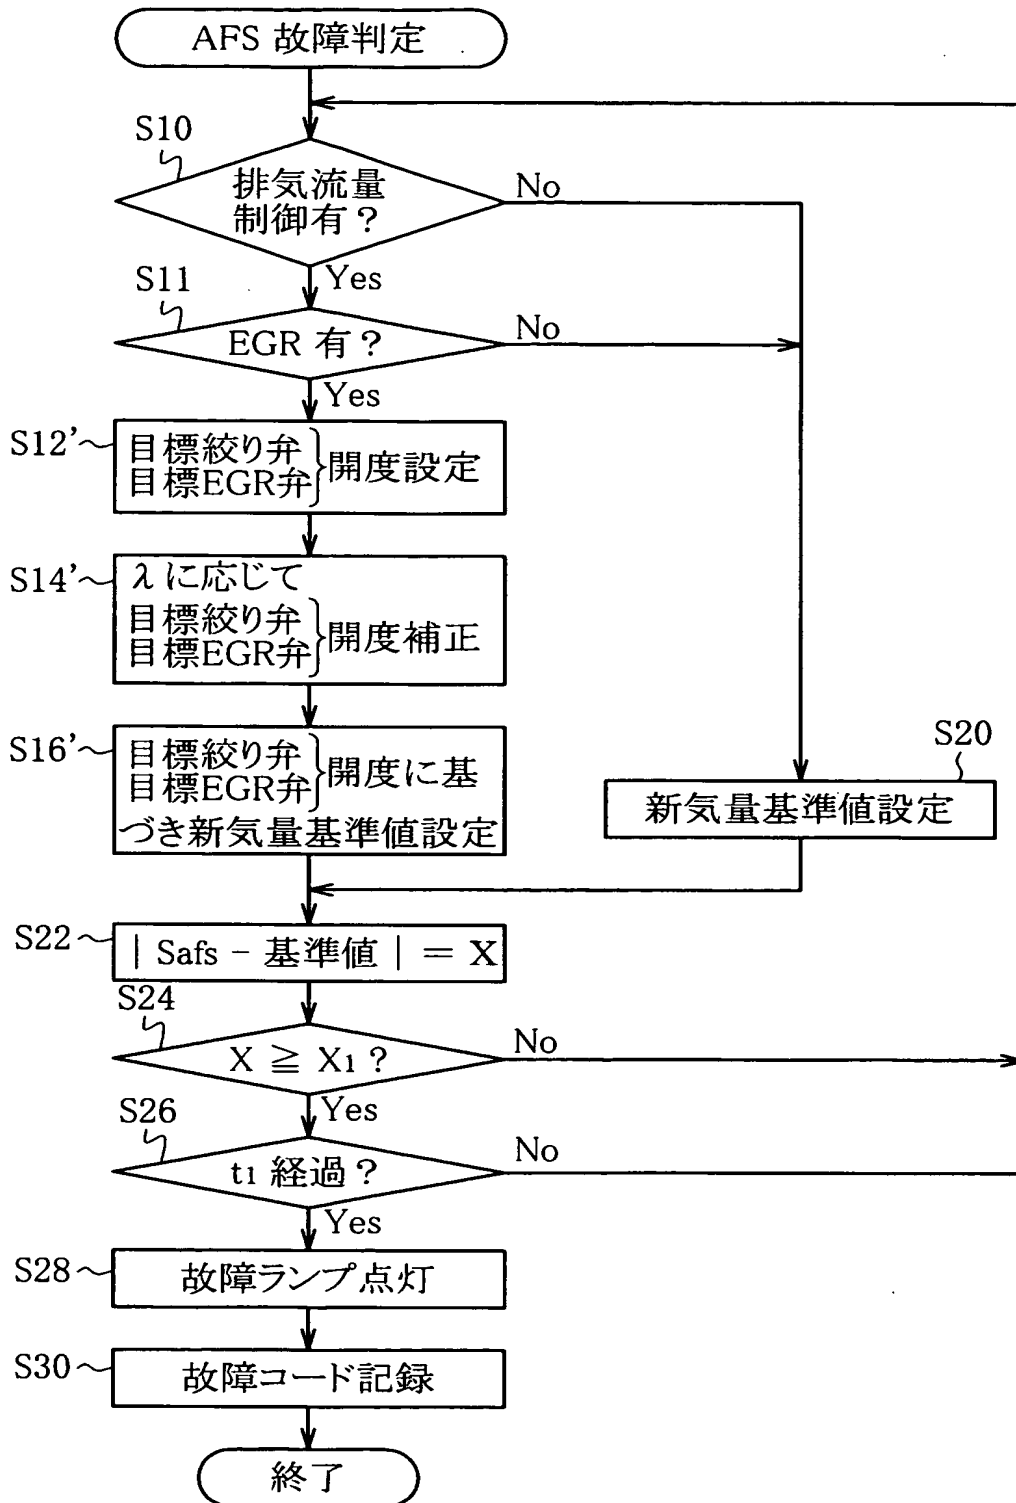 AFS 故障判定
S10
排気流量
制御有？
No
Yes
S11
EGR 有？
No
Yes
S12'
目標絞り弁
目標EGR弁
開度設定
S14'
λに応じて
目標絞り弁
目標EGR弁
開度補正
S16'
目標絞り弁
目標EGR弁
開度に基
づき新気量基準値設定
S20
新気量基準値設定
S22
| Safs - 基準値 | = X
S24
X ≧ X1 ?
No
Yes
S26
t1 経過？
No
Yes
S28
故障ランプ点灯
S30
故障コード記録
終了